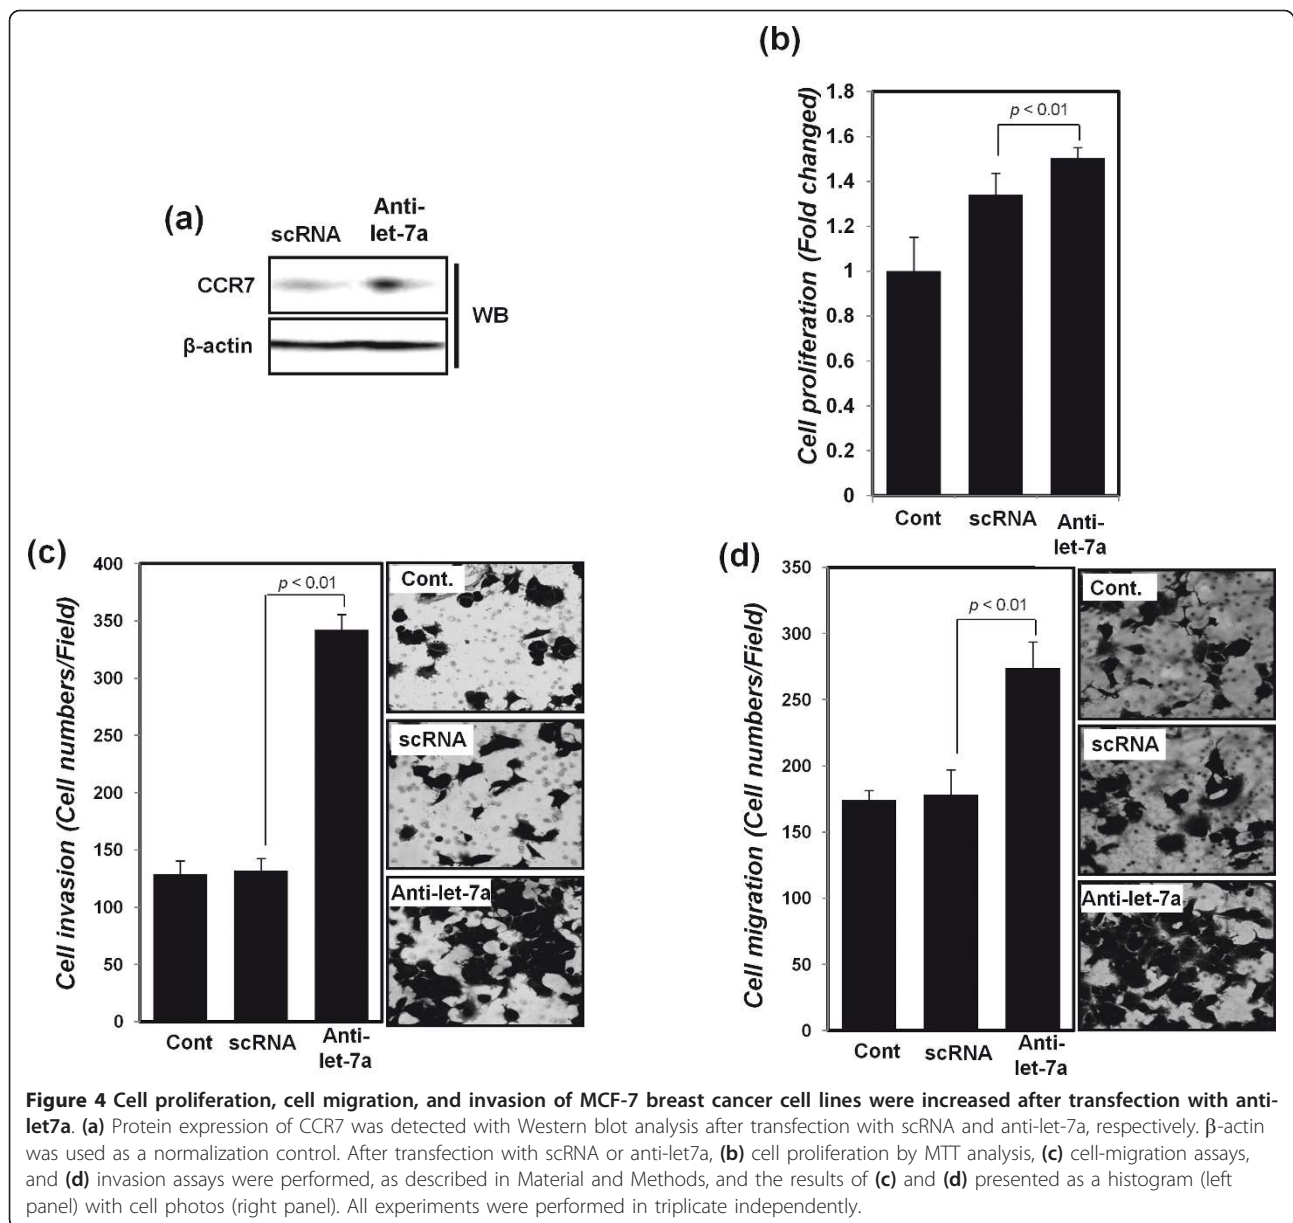 (a)
scRNA
Anti-
let-7a
CCR7
β-actin
WB
(b)
Cell proliferation (Fold changed)
1.8
1.6
1.4
1.2
1
0.8
0.6
0.4
0.2
0
p < 0.01
Cont
scRNA
Anti-
let-7a
(c)
Cell invasion (Cell numbers/Field)
400
350
300
250
200
150
100
50
0
p < 0.01
Cont
scRNA
Anti-
let-7a
Cont.
scRNA
Anti-let-7a
(d)
Cell migration (Cell numbers/Field)
350
300
250
200
150
100
50
0
p < 0.01
Cont
scRNA
Anti-
let-7a
Cont.
scRNA
Anti-let-7a
Figure 4 Cell proliferation, cell migration, and invasion of MCF-7 breast cancer cell lines were increased after transfection with anti-
let7a. (a) Protein expression of CCR7 was detected with Western blot analysis after transfection with scRNA and anti-let-7a, respectively. β-actin
was used as a normalization control. After transfection with scRNA or anti-let7a, (b) cell proliferation by MTT analysis, (c) cell-migration assays,
and (d) invasion assays were performed, as described in Material and Methods, and the results of (c) and (d) presented as a histogram (left
panel) with cell photos (right panel). All experiments were performed in triplicate independently.